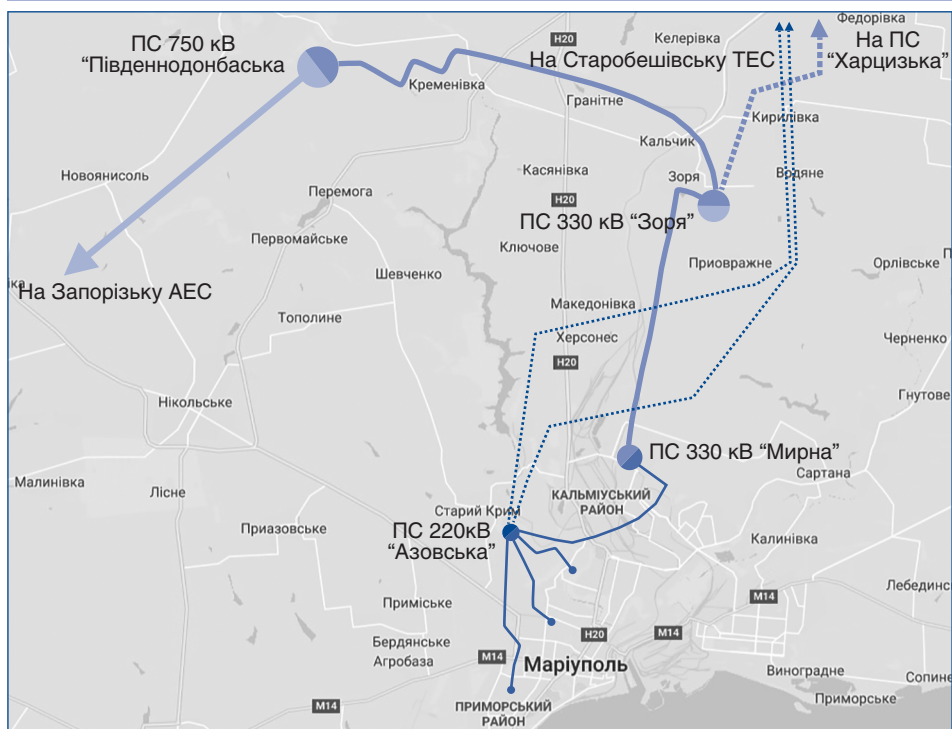 Федорівка
ПС 750 кВ
“Південнодонбаська
H20
Келерівка
На ПС
“Харцизька”
На Старобешівську ТЕС
Кременівка
Гранітне
Кирилівка
Кальчик
Новоянисоль
Касянівка
Зоря
Водяне
Перемога
H20
ПС 330 кВ “Зоря”
Первомайське
Ключове
Шевченко
Приовражне
Орлівське
На Запорізьку АЕС
Македонівка
Тополине
Херсонес
Черненко
H20
Нікольське
Гнутове
ПС 330 кВ “Мирна”
Малинівка
Лісне
Сартана
КАЛЬМІУСЬКИЙ
РАЙОН
Старий Крим
Приазовське
ПС 220кВ
“Азовська”
Калинівка
Лебединс
Приміське
M14
H20
M14
Бердянське
Агробаза
M14
Маріуполь
Виноградне
Сопине
Приморське
M14
ПРИМОРСЬКИЙ
РАЙОН